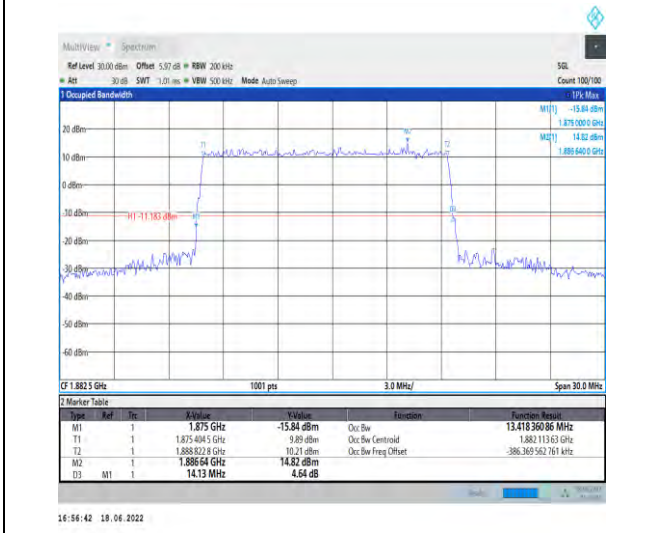 MultiView Spectrum
Ref Level 30.00 dBm Offset 5.97 dB RBW 200 kHz SGL
Att 30 dB SWT 1.01 ms VBW 500 kHz Mode Auto Sweep Count 100/100
1 Occupied Bandwidth 1Pk Max
M1[1] -15.84 dBm
1.875 000 0 GHz
M2[1] 14.82 dBm
1.886 640 0 GHz
20 dBm
T1 M2 T2
10 dBm
0 dBm
-10 dBm H1 -11.183 dBm M1 D3
-20 dBm
-30 dBm
-40 dBm
-50 dBm
-60 dBm
CF 1.882 5 GHz 1001 pts 3.0 MHz/ Span 30.0 MHz
2 Marker Table
Type Ref Trc X-Value Y-Value Function Function Result
M1 1 1.875 GHz -15.84 dBm Occ Bw 13.418 360 86 MHz
T1 1 1.875 404 5 GHz 9.89 dBm Occ Bw Centroid 1.882 113 63 GHz
T2 1 1.888 822 8 GHz 10.21 dBm Occ Bw Freq Offset -386.369 562 761 kHz
M2 1 1.886 64 GHz 14.82 dBm
D3 M1 1 14.13 MHz 4.64 dB
16:56:42 18.06.2022